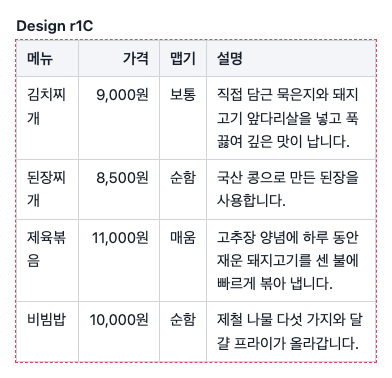 Design r1C
메뉴 가격 맵기 설명
김치찌 9,000원 보통 직접 담근 묵은지와 돼지
개 고기 앞다리살을 넣고 푹
끓여 깊은 맛이 납니다.
된장찌 8,500원 순함 국산 콩으로 만든 된장을
개 사용합니다.
제육볶 11,000원 매움 고추장 양념에 하루 동안
음 재운 돼지고기를 센 불에
빠르게 볶아 냅니다.
비빔밥 10,000원 순함 제철 나물 다섯 가지와 달
걀 프라이가 올라갑니다.